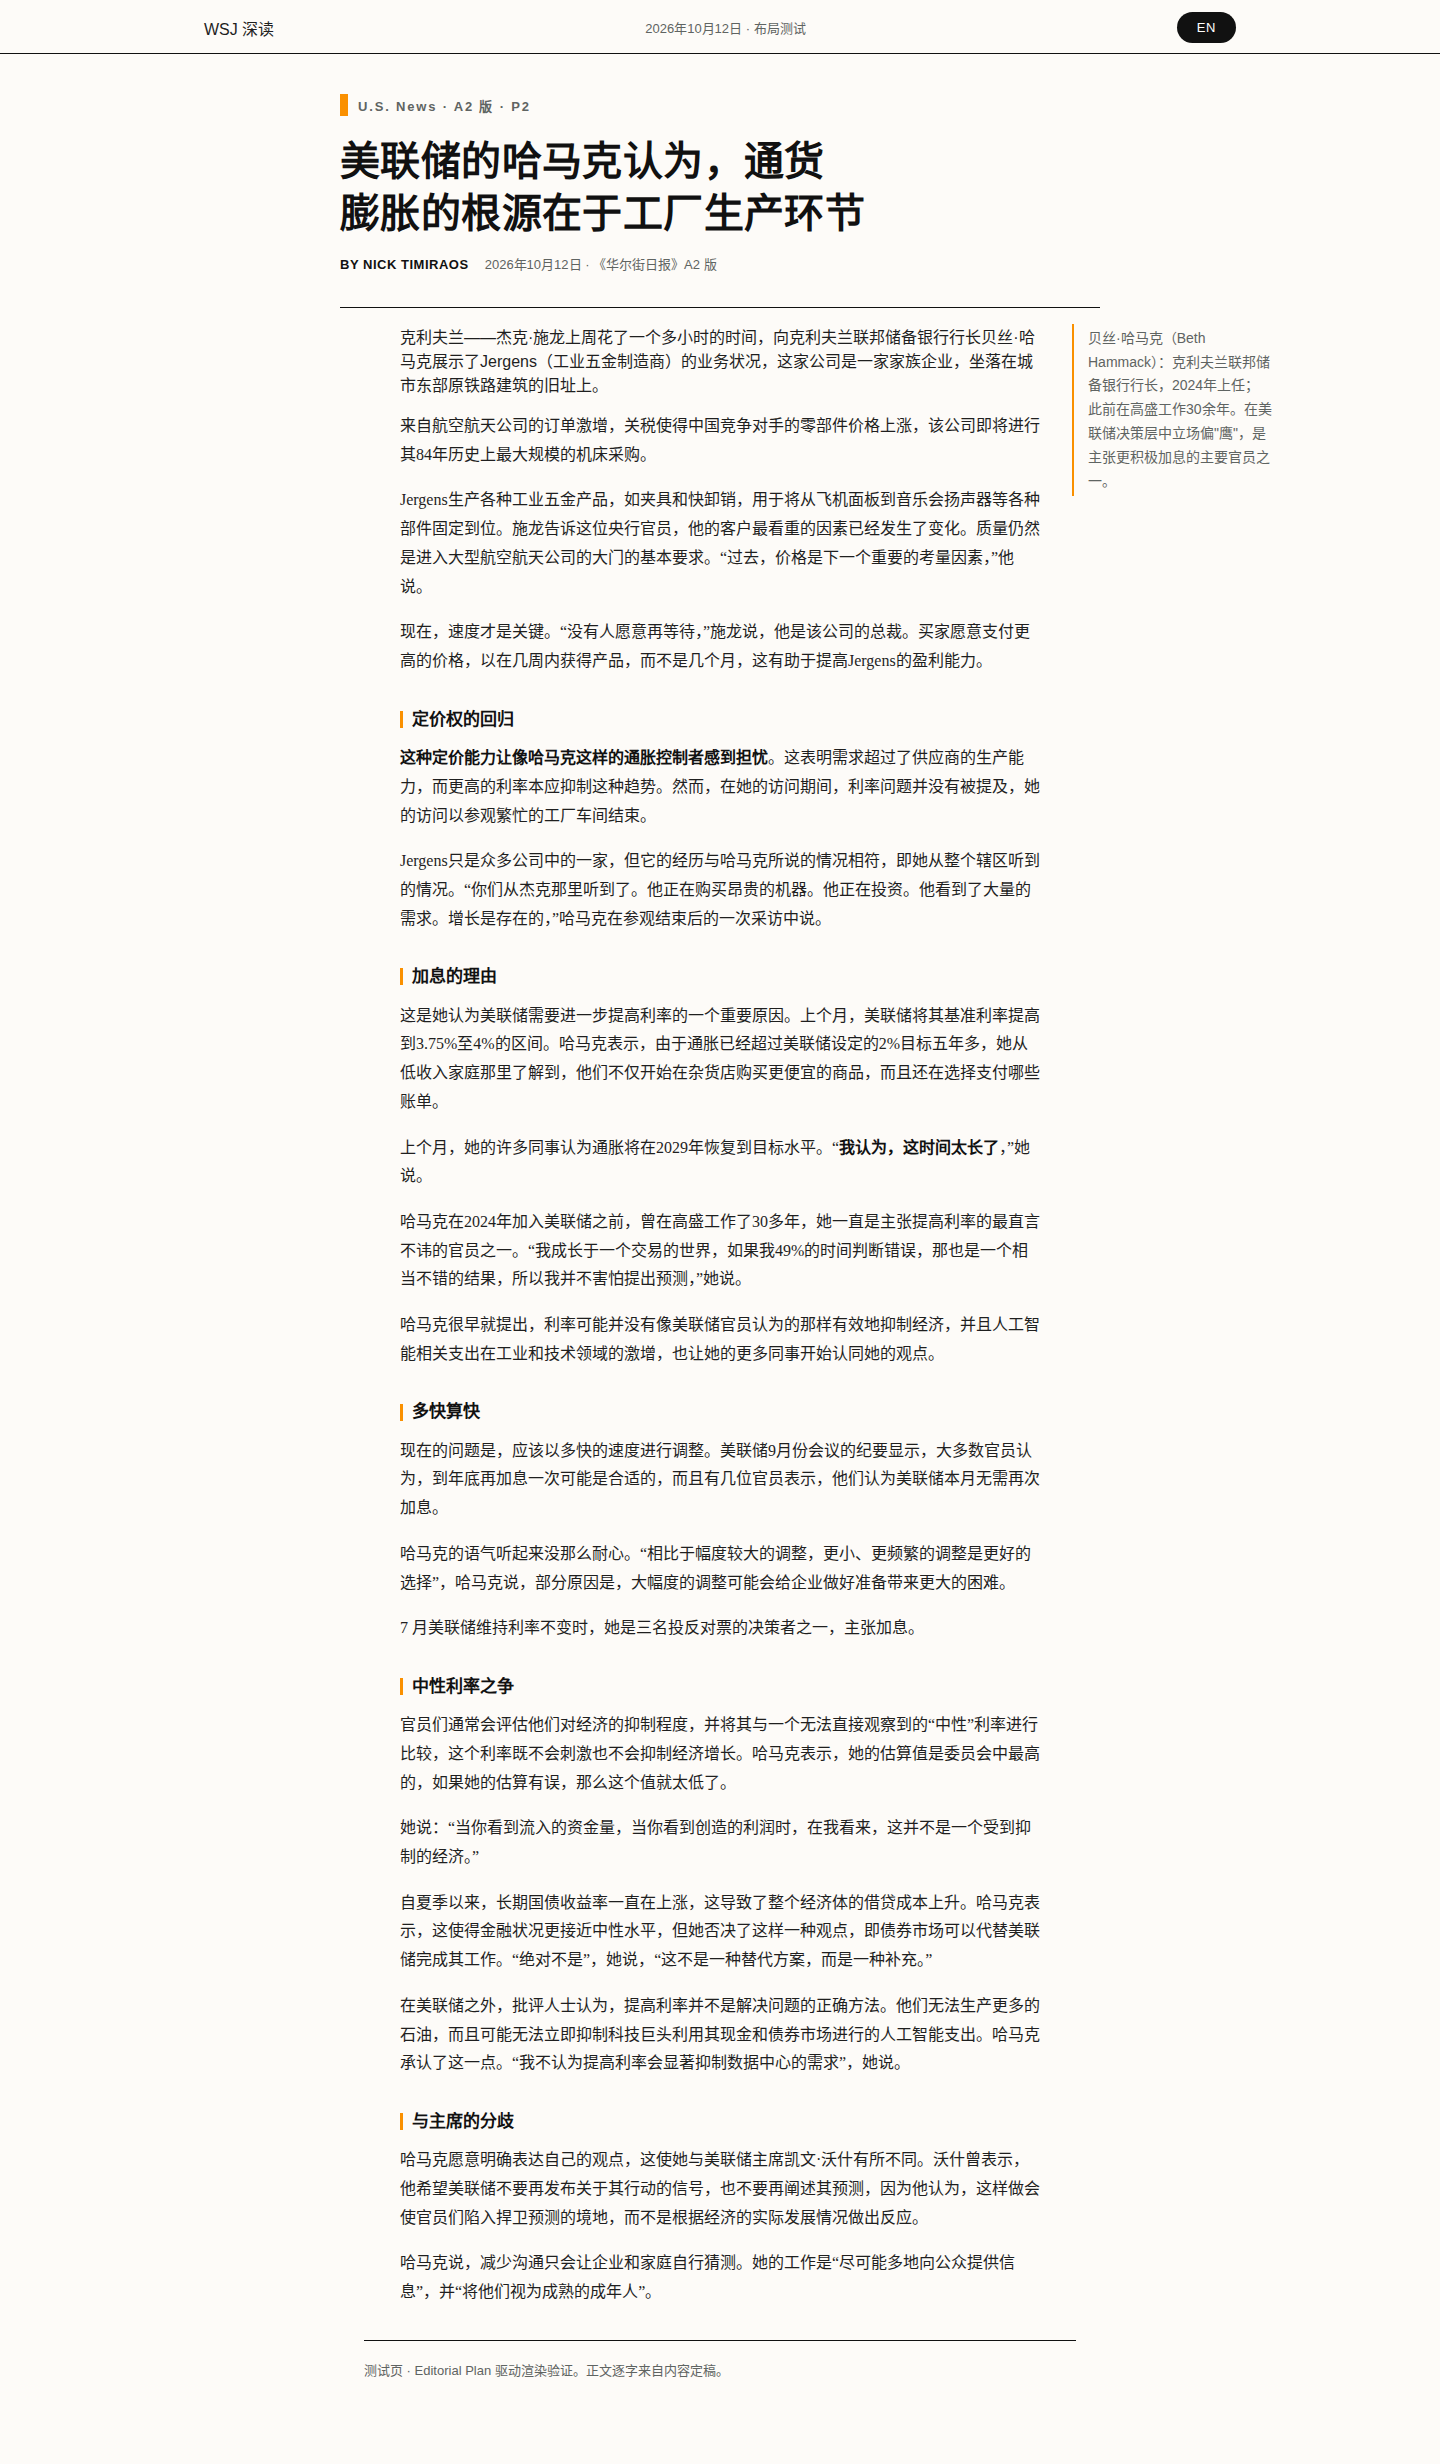 WSJ 深读
2026年10月12日 · 布局测试
EN
U.S. News · A2 版 · P2
美联储的哈马克认为，通货
膨胀的根源在于工厂生产环节
BY NICK TIMIRAOS 2026年10月12日 · 《华尔街日报》A2 版
克利夫兰——杰克·施龙上周花了一个多小时的时间，向克利夫兰联邦储备银行行长贝丝·哈
马克展示了Jergens（工业五金制造商）的业务状况，这家公司是一家家族企业，坐落在城
市东部原铁路建筑的旧址上。
来自航空航天公司的订单激增，关税使得中国竞争对手的零部件价格上涨，该公司即将进行
其84年历史上最大规模的机床采购。
Jergens生产各种工业五金产品，如夹具和快卸销，用于将从飞机面板到音乐会扬声器等各种
部件固定到位。施龙告诉这位央行官员，他的客户最看重的因素已经发生了变化。质量仍然
是进入大型航空航天公司的大门的基本要求。“过去，价格是下一个重要的考量因素，”他
说。
现在，速度才是关键。“没有人愿意再等待，”施龙说，他是该公司的总裁。买家愿意支付更
高的价格，以在几周内获得产品，而不是几个月，这有助于提高Jergens的盈利能力。
定价权的回归
这种定价能力让像哈马克这样的通胀控制者感到担忧。这表明需求超过了供应商的生产能
力，而更高的利率本应抑制这种趋势。然而，在她的访问期间，利率问题并没有被提及，她
的访问以参观繁忙的工厂车间结束。
Jergens只是众多公司中的一家，但它的经历与哈马克所说的情况相符，即她从整个辖区听到
的情况。“你们从杰克那里听到了。他正在购买昂贵的机器。他正在投资。他看到了大量的
需求。增长是存在的，”哈马克在参观结束后的一次采访中说。
加息的理由
这是她认为美联储需要进一步提高利率的一个重要原因。上个月，美联储将其基准利率提高
到3.75%至4%的区间。哈马克表示，由于通胀已经超过美联储设定的2%目标五年多，她从
低收入家庭那里了解到，他们不仅开始在杂货店购买更便宜的商品，而且还在选择支付哪些
账单。
上个月，她的许多同事认为通胀将在2029年恢复到目标水平。“我认为，这时间太长了，”她
说。
哈马克在2024年加入美联储之前，曾在高盛工作了30多年，她一直是主张提高利率的最直言
不讳的官员之一。“我成长于一个交易的世界，如果我49%的时间判断错误，那也是一个相
当不错的结果，所以我并不害怕提出预测，”她说。
哈马克很早就提出，利率可能并没有像美联储官员认为的那样有效地抑制经济，并且人工智
能相关支出在工业和技术领域的激增，也让她的更多同事开始认同她的观点。
多快算快
现在的问题是，应该以多快的速度进行调整。美联储9月份会议的纪要显示，大多数官员认
为，到年底再加息一次可能是合适的，而且有几位官员表示，他们认为美联储本月无需再次
加息。
哈马克的语气听起来没那么耐心。“相比于幅度较大的调整，更小、更频繁的调整是更好的
选择”，哈马克说，部分原因是，大幅度的调整可能会给企业做好准备带来更大的困难。
7 月美联储维持利率不变时，她是三名投反对票的决策者之一，主张加息。
中性利率之争
官员们通常会评估他们对经济的抑制程度，并将其与一个无法直接观察到的“中性”利率进行
比较，这个利率既不会刺激也不会抑制经济增长。哈马克表示，她的估算值是委员会中最高
的，如果她的估算有误，那么这个值就太低了。
她说：“当你看到流入的资金量，当你看到创造的利润时，在我看来，这并不是一个受到抑
制的经济。”
自夏季以来，长期国债收益率一直在上涨，这导致了整个经济体的借贷成本上升。哈马克表
示，这使得金融状况更接近中性水平，但她否决了这样一种观点，即债券市场可以代替美联
储完成其工作。“绝对不是”，她说，“这不是一种替代方案，而是一种补充。”
在美联储之外，批评人士认为，提高利率并不是解决问题的正确方法。他们无法生产更多的
石油，而且可能无法立即抑制科技巨头利用其现金和债券市场进行的人工智能支出。哈马克
承认了这一点。“我不认为提高利率会显著抑制数据中心的需求”，她说。
与主席的分歧
哈马克愿意明确表达自己的观点，这使她与美联储主席凯文·沃什有所不同。沃什曾表示，
他希望美联储不要再发布关于其行动的信号，也不要再阐述其预测，因为他认为，这样做会
使官员们陷入捍卫预测的境地，而不是根据经济的实际发展情况做出反应。
哈马克说，减少沟通只会让企业和家庭自行猜测。她的工作是“尽可能多地向公众提供信
息”，并“将他们视为成熟的成年人”。
贝丝·哈马克（Beth
Hammack）：克利夫兰联邦储
备银行行长，2024年上任；
此前在高盛工作30余年。在美
联储决策层中立场偏"鹰"，是
主张更积极加息的主要官员之
一。
测试页 · Editorial Plan 驱动渲染验证。正文逐字来自内容定稿。